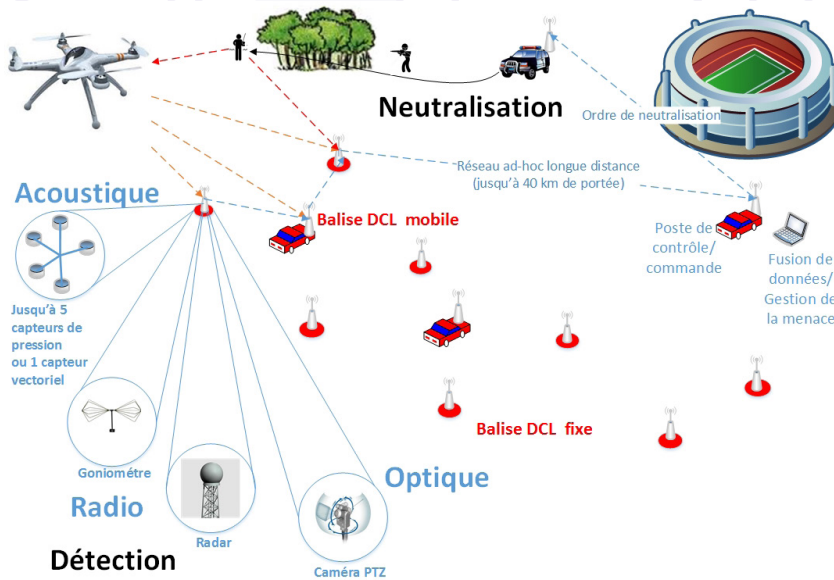 Neutralisation
Ordre de neutralisation
Réseau ad-hoc longue distance
(jusqu'à 40 km de portée)
Acoustique
Balise DCL mobile
Poste de
contrôle/
commande
Fusion de
données/
Gestion de
la menace
Jusqu'à 5
capteurs de
pression
ou 1 capteur
vectoriel
Balise DCL fixe
Goniométre
Optique
Radio
Radar
Détection
Caméra PTZ